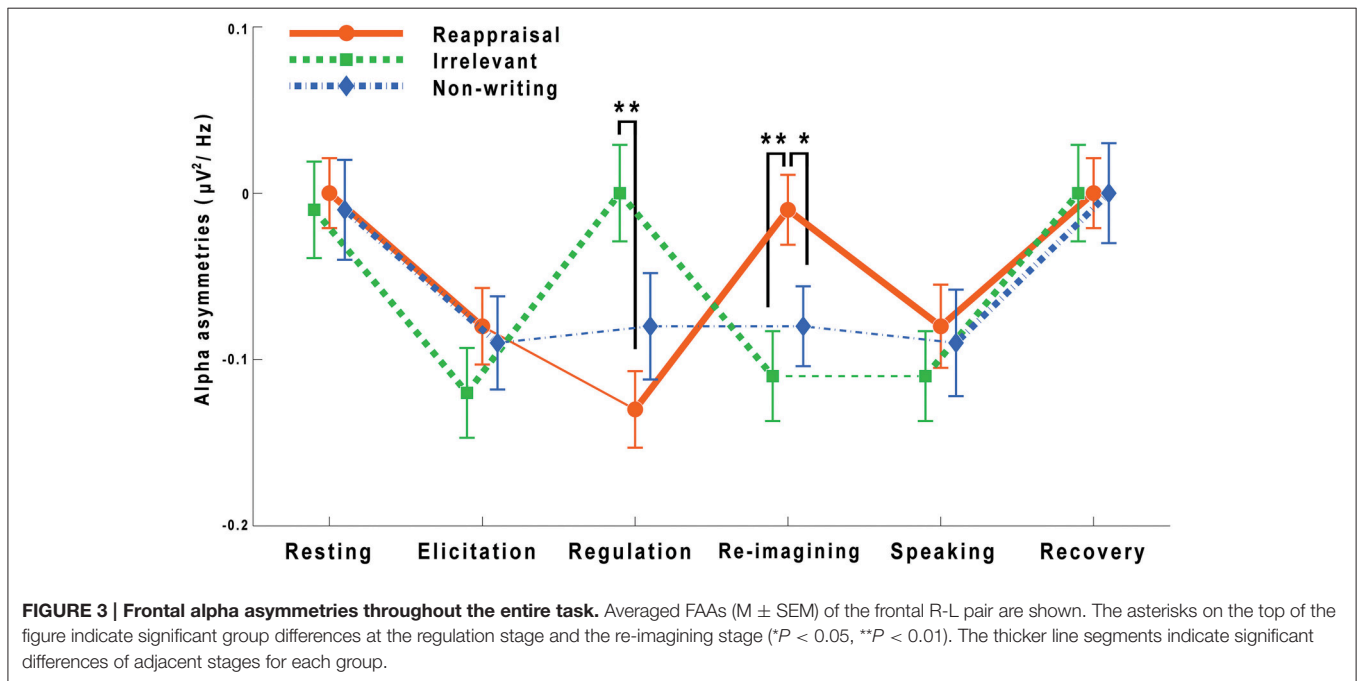 0.1
Reappraisal
Irrelevant
Non-writing
**
** *
Alpha asymmetries (µV²/ Hz)
0
-0.1
-0.2
Resting Elicitation Regulation Re-imagining Speaking Recovery
FIGURE 3 | Frontal alpha asymmetries throughout the entire task. Averaged FAAs (M ± SEM) of the frontal R-L pair are shown. The asterisks on the top of the
figure indicate significant group differences at the regulation stage and the re-imagining stage (*P < 0.05, **P < 0.01). The thicker line segments indicate significant
differences of adjacent stages for each group.